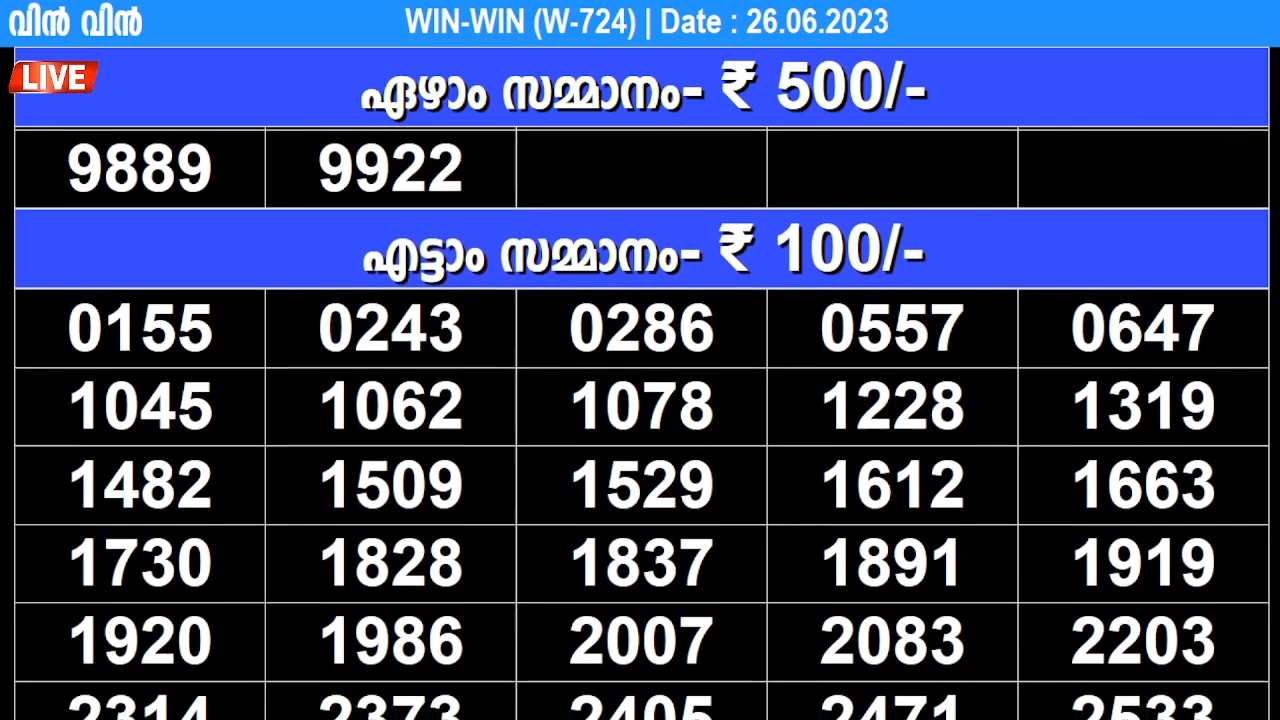 വിൻ വിൻ WIN-WIN (W-724) | Date : 26.06.2023
LIVE
ഏഴാം സമ്മാനം- ₹ 500/-
9889 9922
എട്ടാം സമ്മാനം- ₹ 100/-
0155 0243 0286 0557 0647
1045 1062 1078 1228 1319
1482 1509 1529 1612 1663
1730 1828 1837 1891 1919
1920 1986 2007 2083 2203
2314 2373 2405 2471 2533